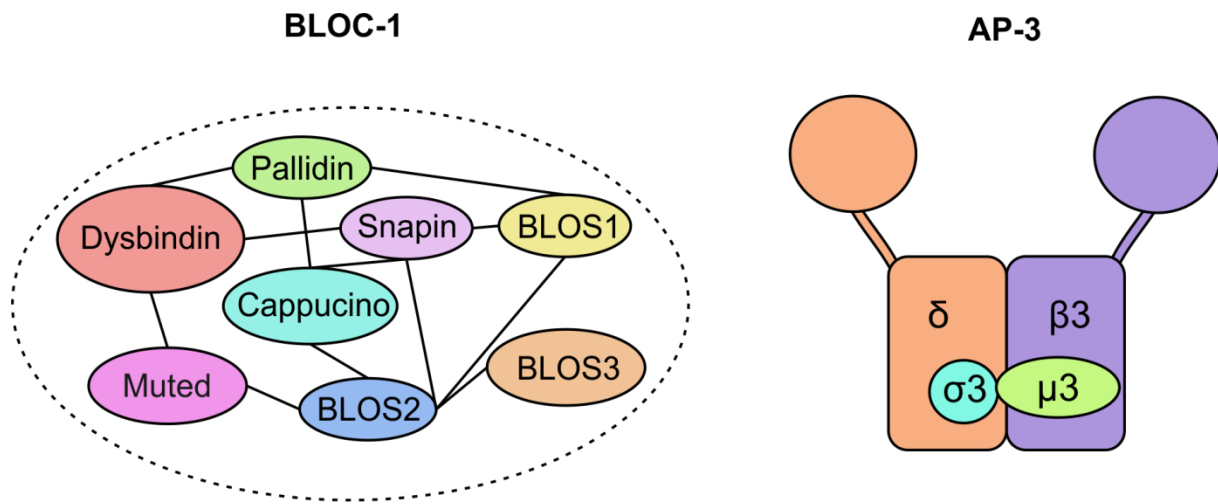 BLOC-1
Pallidin
Dysbindin
Snapin
BLOS1
Cappucino
Muted
BLOS2
BLOS3
AP-3
δ
β3
σ3
μ3